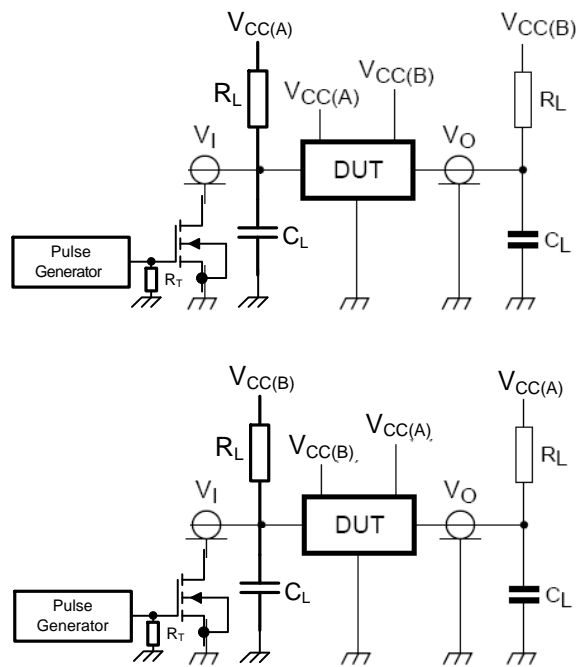 VCC(A)
VCC(B)
RL
VCC(A)
VCC(B)
RL
VI
DUT
VO
Pulse
Generator
RT
CL
CL
VCC(B)
VCC(A)
RL
VCC(B)
VCC(A)
RL
VI
DUT
VO
Pulse
Generator
RT
CL
CL